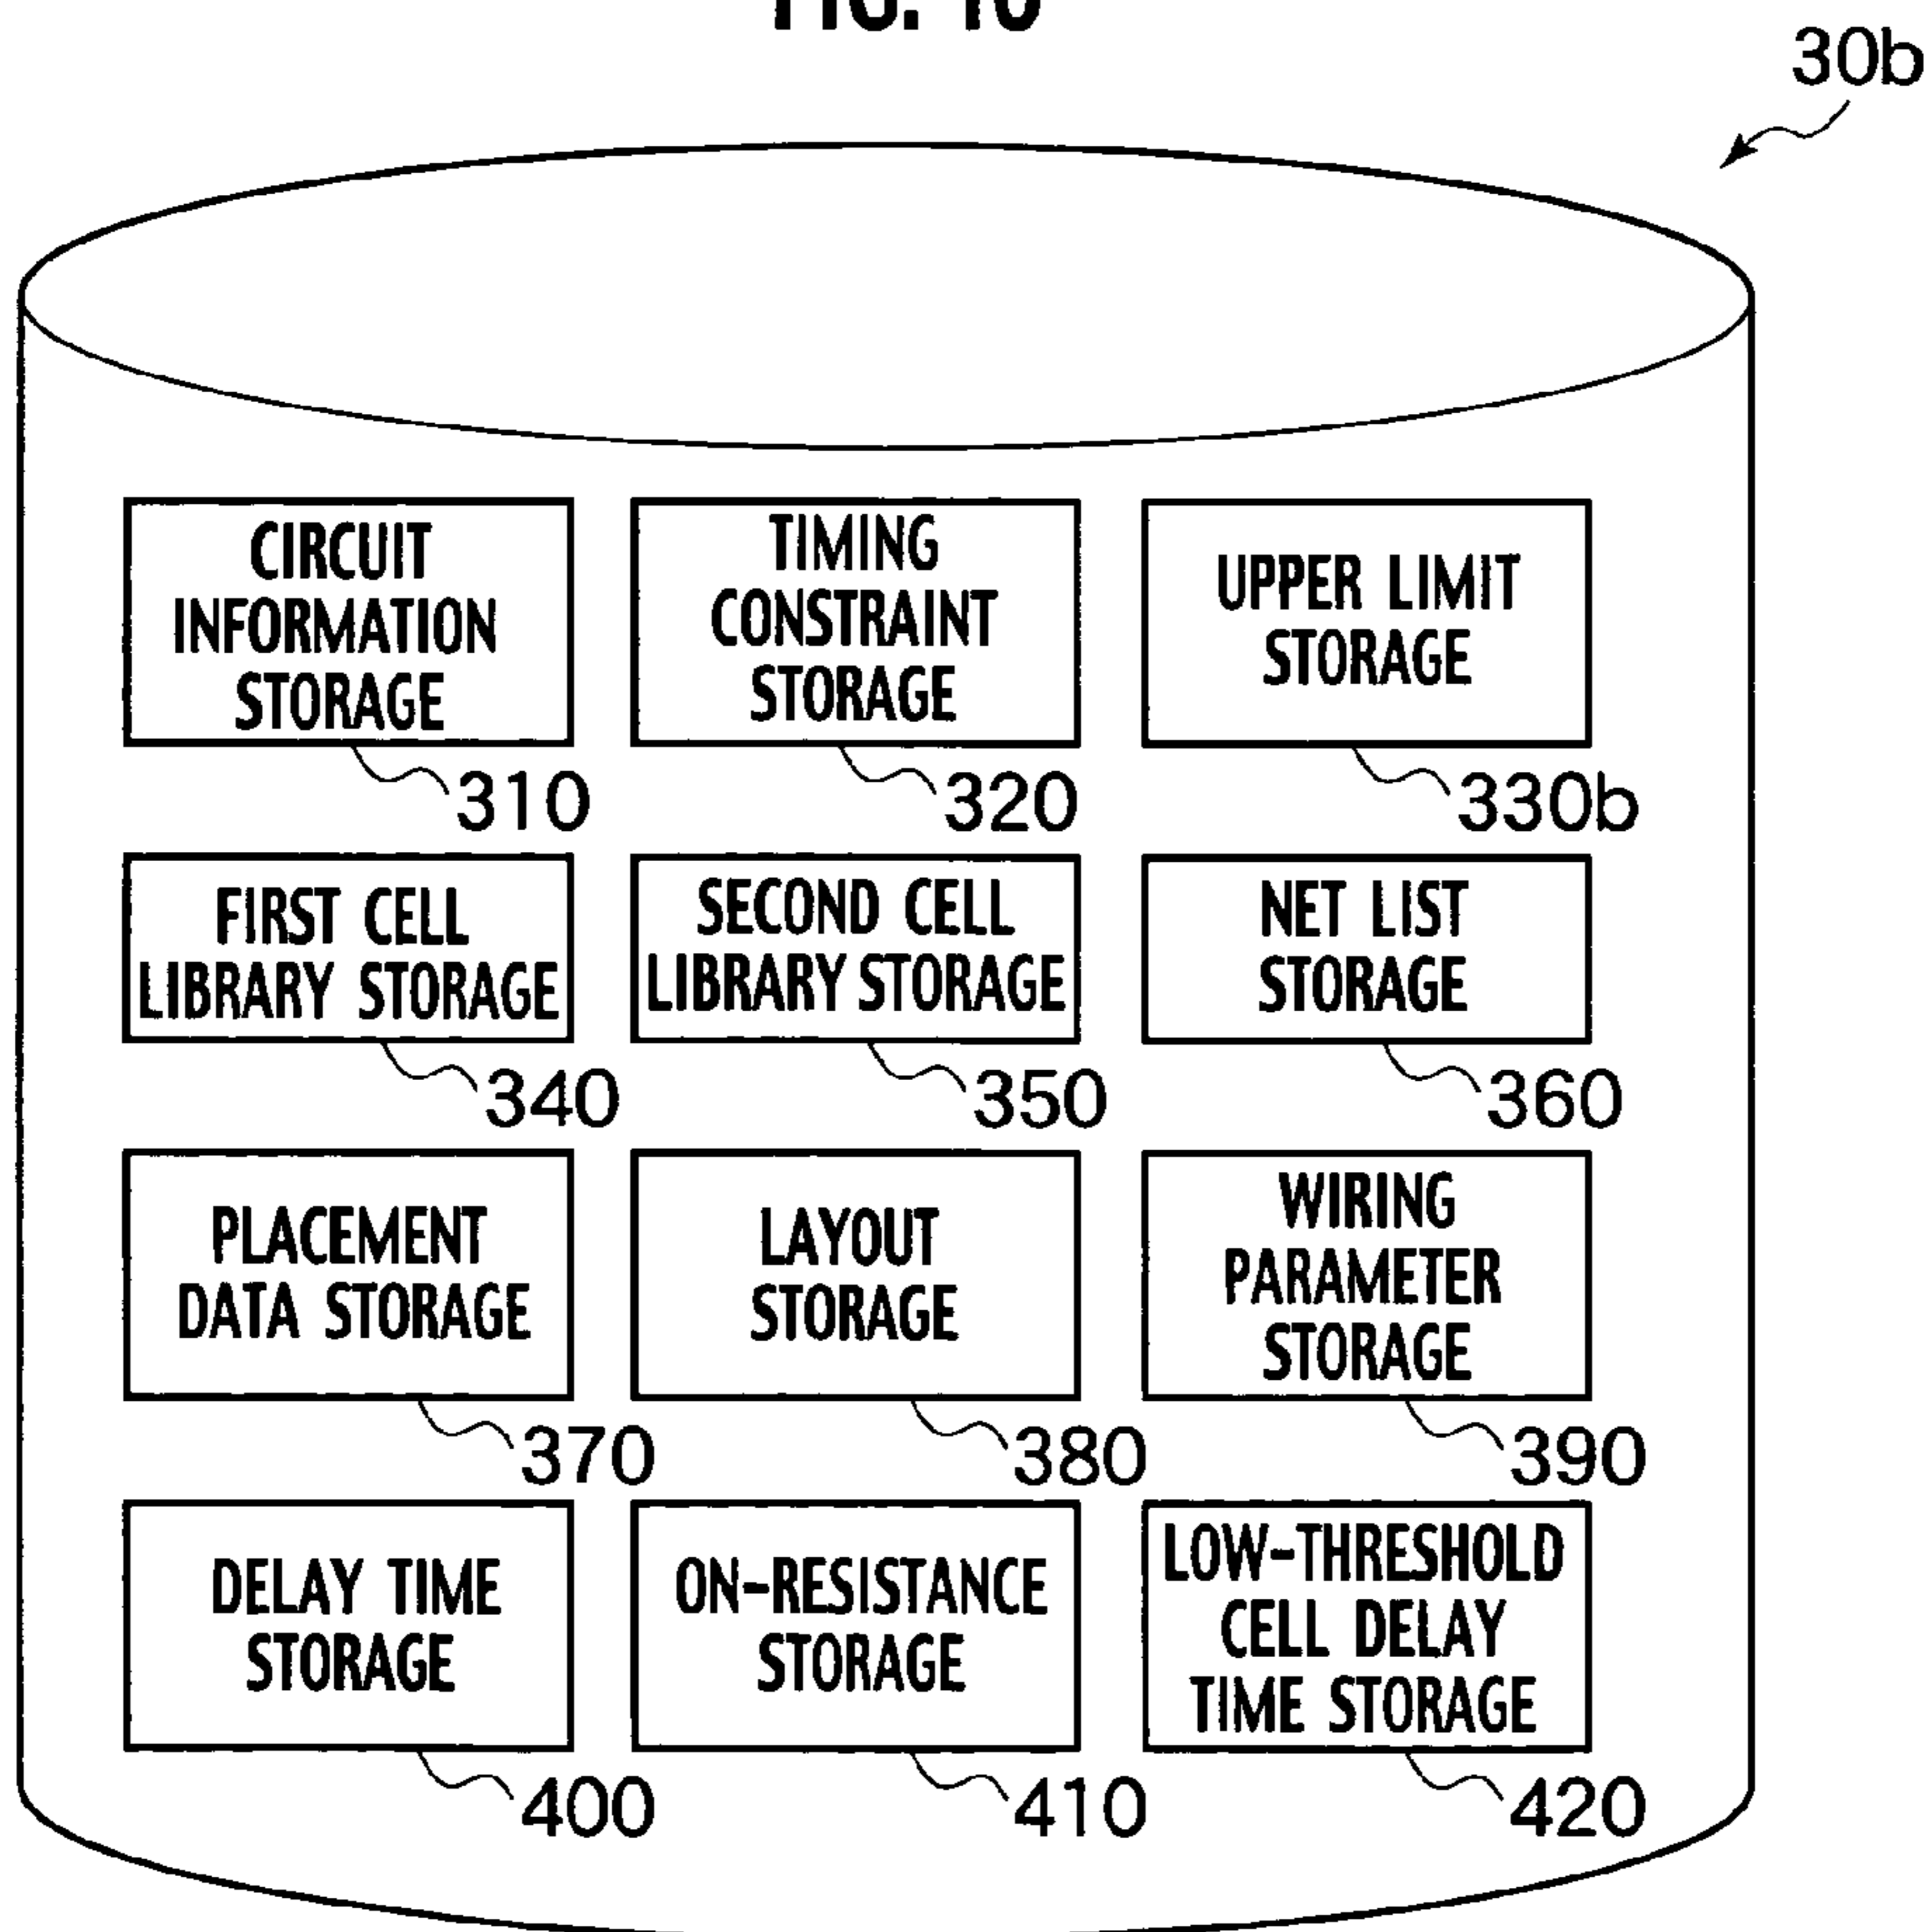 FIG. 10
30b
CIRCUIT
INFORMATION
STORAGE
310
TIMING
CONSTRAINT
STORAGE
320
UPPER LIMIT
STORAGE
330b
FIRST CELL
LIBRARY STORAGE
340
SECOND CELL
LIBRARY STORAGE
350
NET LIST
STORAGE
360
PLACEMENT
DATA STORAGE
370
LAYOUT
STORAGE
380
WIRING
PARAMETER
STORAGE
390
DELAY TIME
STORAGE
400
ON-RESISTANCE
STORAGE
410
LOW-THRESHOLD
CELL DELAY
TIME STORAGE
420